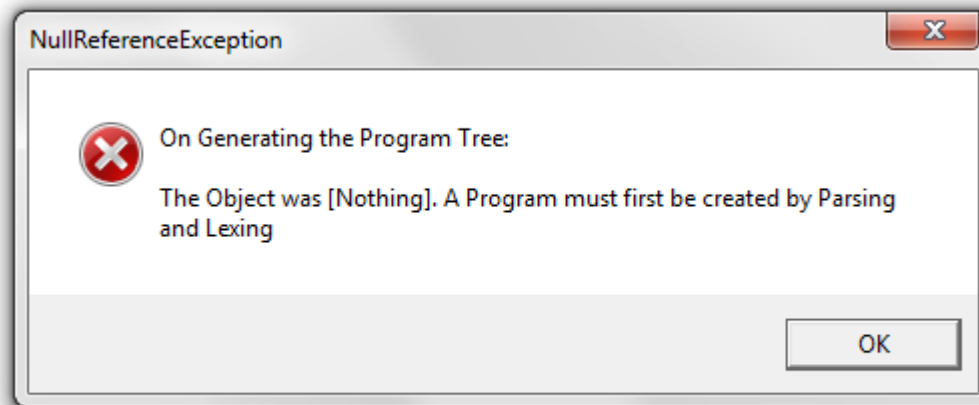 NullReferenceException
On Generating the Program Tree:
The Object was [Nothing]. A Program must first be created by Parsing
and Lexing
OK